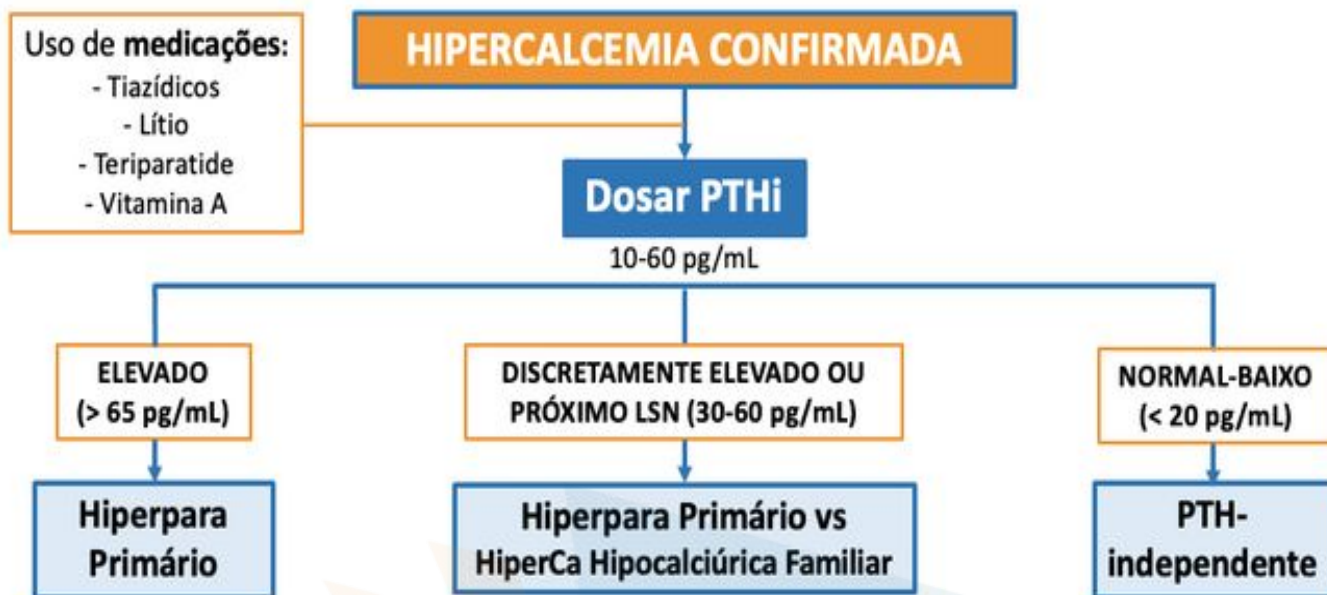 Uso de medicações:
- Tiazídicos
- Lítio
- Teriparatide
- Vitamina A
HIPERCALCEMIA CONFIRMADA
Dosar PTHi
10-60 pg/mL
ELEVADO
(> 65 pg/mL)
DISCRETAMENTE ELEVADO OU
PRÓXIMO LSN (30-60 pg/mL)
NORMAL-BAIXO
(< 20 pg/mL)
Hiperpara
Primário
Hiperpara Primário vs
HiperCa Hipocalciúrica Familiar
PTH-
independente